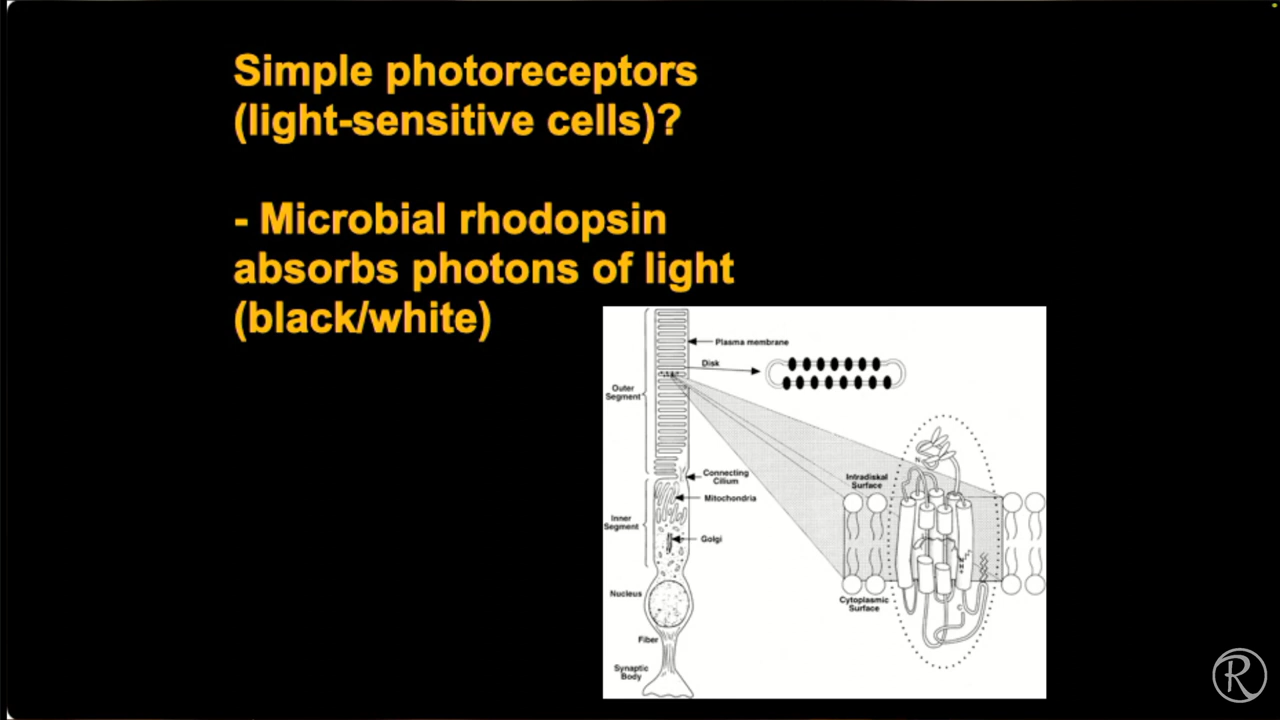 Simple photoreceptors
(light-sensitive cells)?
- Microbial rhodopsin
absorbs photons of light
(black/white)
Plasma membrane
Disk
Outer
Segment
Connecting
Cilium
Mitochondria
Inner
Segment
Golgi
Nucleus
Fiber
Synaptic
Body
Intradiskal
Surface
Cytoplasmic
Surface
N
C
R